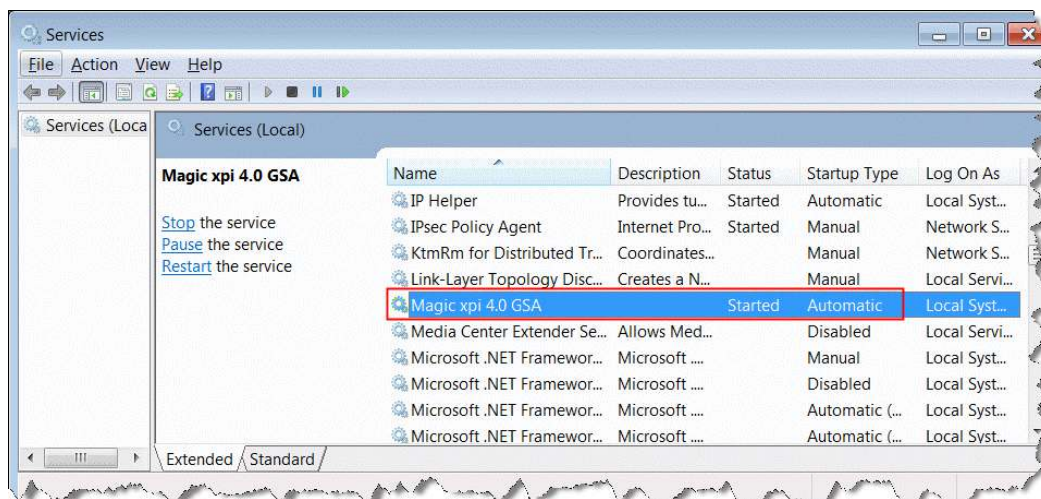 Services
File Action View Help
Services (Loca
Services (Local)
Magic xpi 4.0 GSA
Stop the service
Pause the service
Restart the service
Name Description Status Startup Type Log On As
IP Helper Provides tu... Started Automatic Local Syst...
IPsec Policy Agent Internet Pro... Started Manual Network S...
KtmRm for Distributed Tr... Coordinates... Manual Network S...
Link-Layer Topology Disc... Creates a N... Manual Local Servi...
Magic xpi 4.0 GSA Started Automatic Local Syst...
Media Center Extender Se... Allows Med... Disabled Local Servi...
Microsoft .NET Framewor... Microsoft .... Manual Local Syst...
Microsoft .NET Framewor... Microsoft .... Disabled Local Syst...
Microsoft .NET Framewor... Microsoft .... Automatic (... Local Syst...
Microsoft .NET Framewor... Microsoft .... Automatic (... Local Syst...
Extended Standard